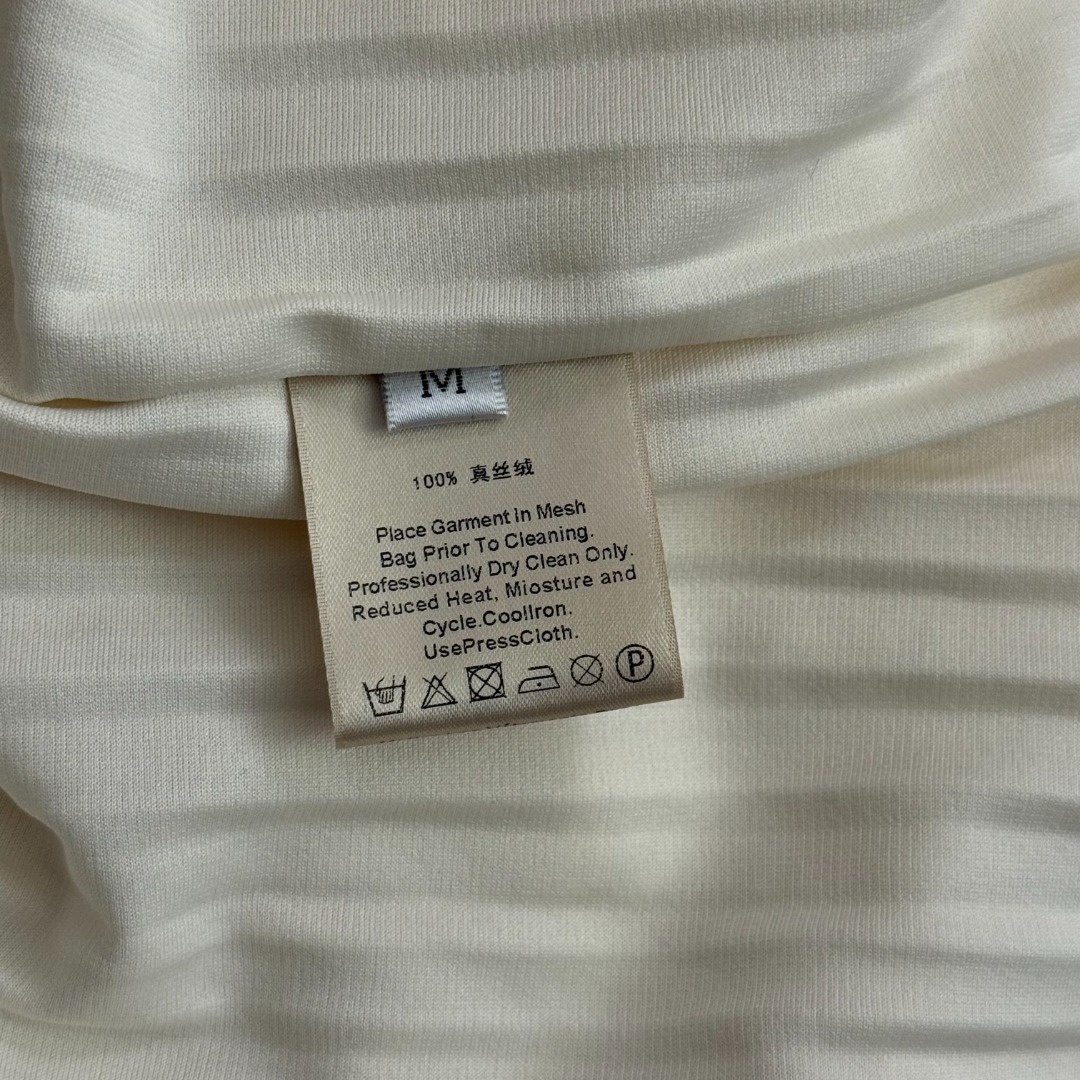 M
100% 真丝绒
Place Garment In Mesh
Bag Prior To Cleaning.
Professionally Dry Clean Only.
Reduced Heat, Miosture and
Cycle.CoolIron.
UsePressCloth.
P